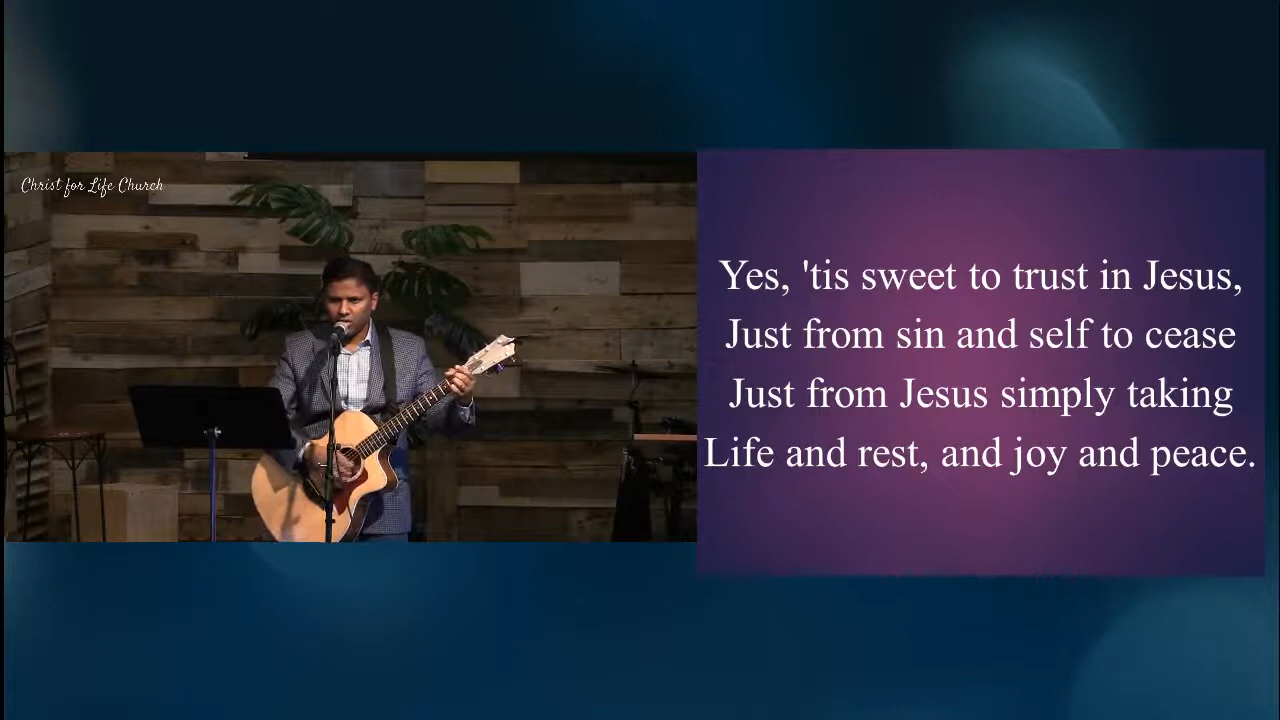 Christ for Life Church
Yes, 'tis sweet to trust in Jesus,
Just from sin and self to cease
Just from Jesus simply taking
Life and rest, and joy and peace.